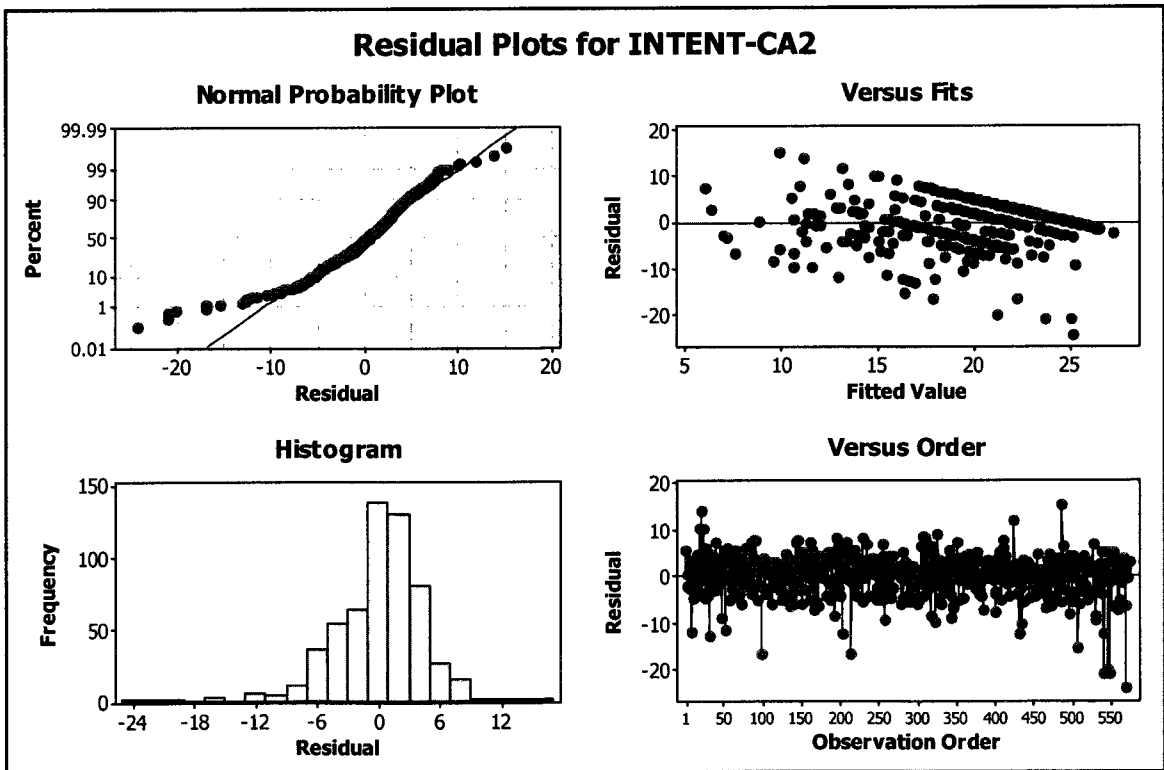 Residual Plots for INTENT-CA2
Normal Probability Plot
99.99
99
90
50
10
1
0.01
Percent
-20 -10 0 10 20
Residual
Versus Fits
20
10
0
-10
-20
Residual
5 10 15 20 25
Fitted Value
Histogram
150
100
50
0
Frequency
-24 -18 -12 -6 0 6 12
Residual
Versus Order
20
10
0
-10
-20
Residual
1 50 100 150 200 250 300 350 400 450 500 550
Observation Order